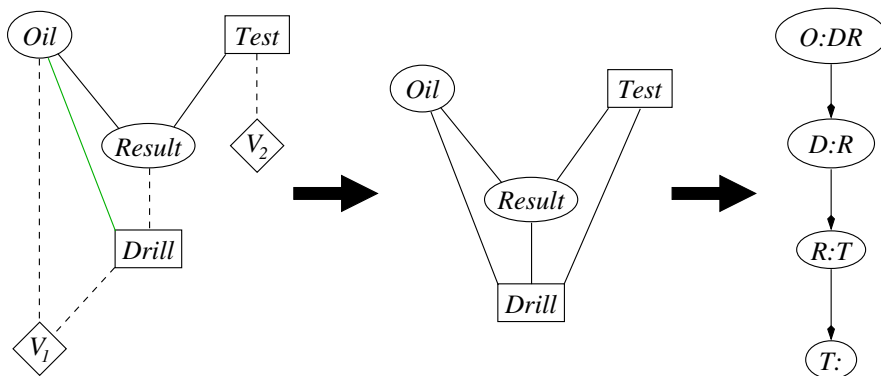 Oil
Test
Result
V2
Drill
V1
Oil
Test
Result
Drill
O:DR
D:R
R:T
T: